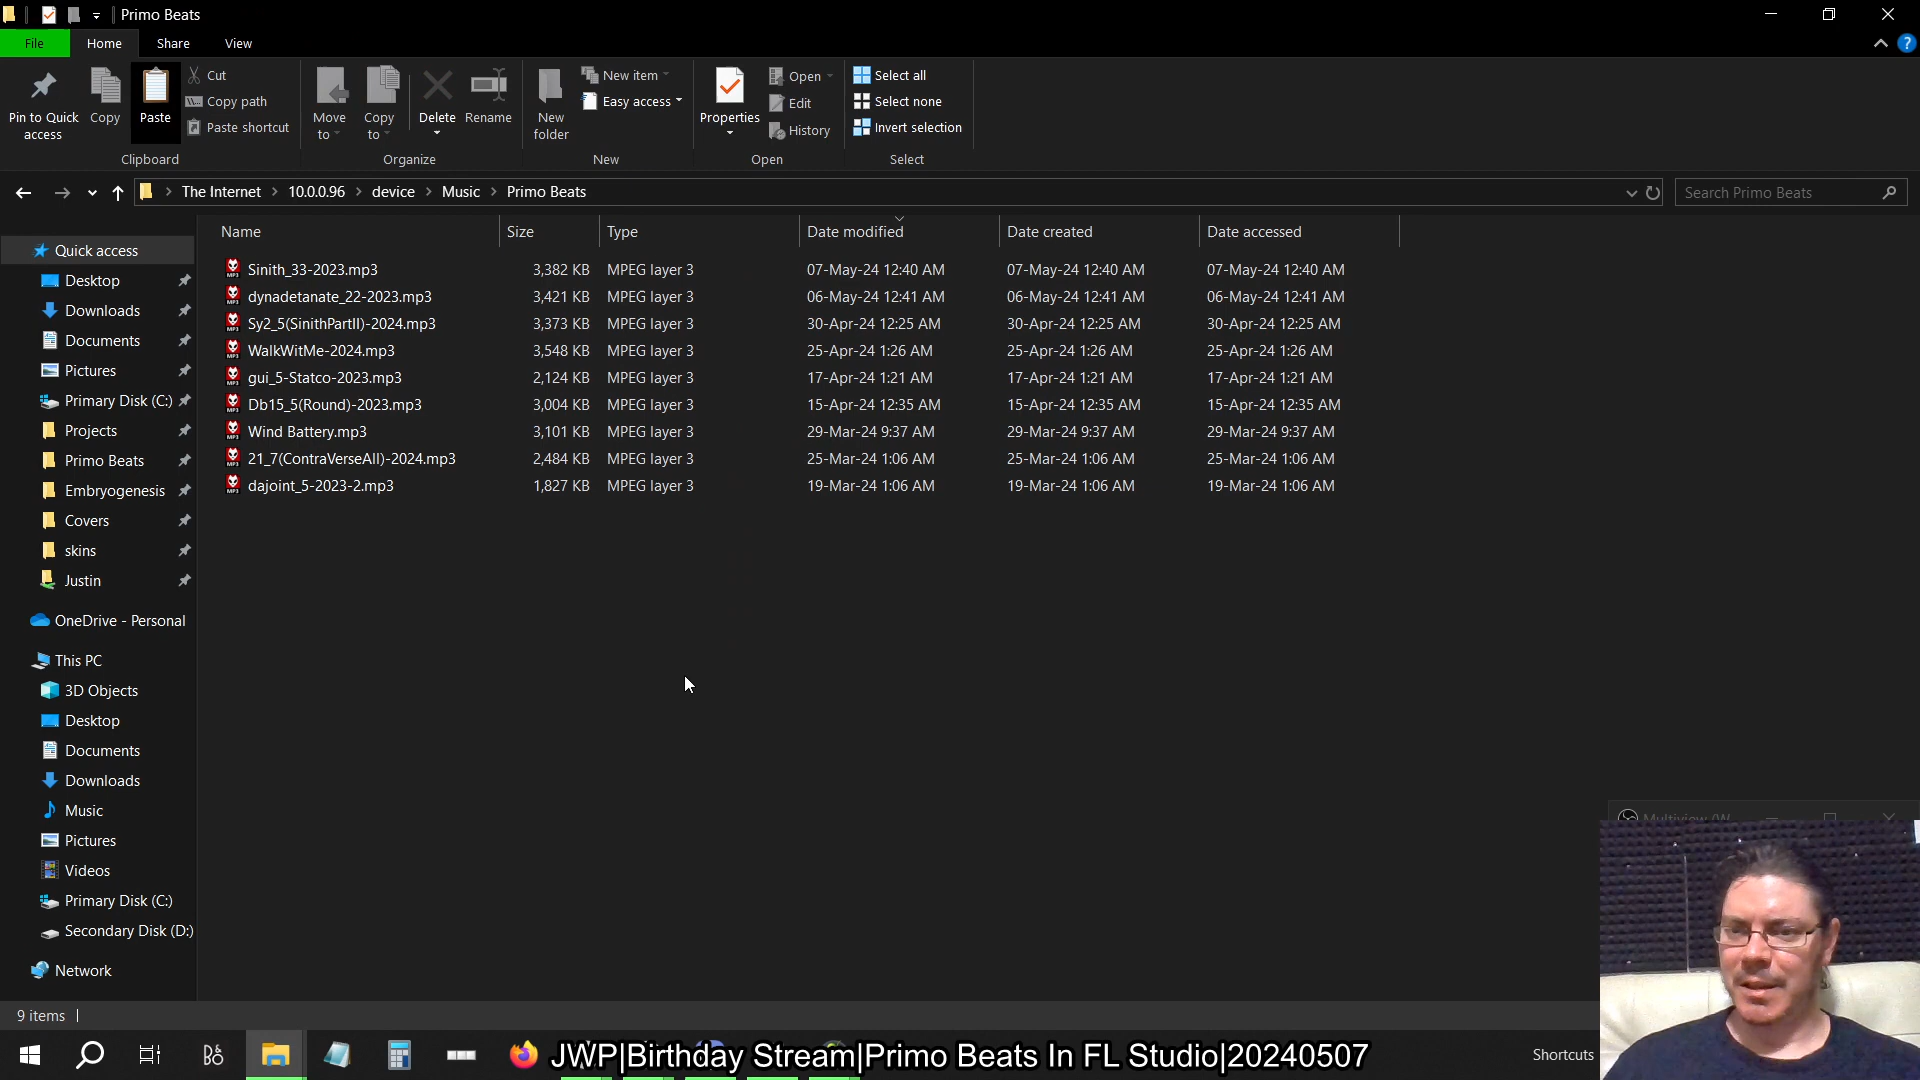 Primo Beats
File Home Share View
Pin to Quick access
Copy
Paste
Cut
Copy path
Paste shortcut
Clipboard
Move to
Copy to
Delete
Rename
Organize
New folder
New item
Easy access
New
Properties
Open
Edit
History
Open
Select all
Select none
Invert selection
Select
The Internet 10.0.0.96 device Music Primo Beats
Search Primo Beats
Name Size Type Date modified Date created Date accessed
Sinith_33-2023.mp3 3,382 KB MPEG layer 3 07-May-24 12:40 AM 07-May-24 12:40 AM 07-May-24 12:40 AM
dynadetanate_22-2023.mp3 3,421 KB MPEG layer 3 06-May-24 12:41 AM 06-May-24 12:41 AM 06-May-24 12:41 AM
Sy2_5(SinithPartII)-2024.mp3 3,373 KB MPEG layer 3 30-Apr-24 12:25 AM 30-Apr-24 12:25 AM 30-Apr-24 12:25 AM
WalkWitMe-2024.mp3 3,548 KB MPEG layer 3 25-Apr-24 1:26 AM 25-Apr-24 1:26 AM 25-Apr-24 1:26 AM
gui_5-Statco-2023.mp3 2,124 KB MPEG layer 3 17-Apr-24 1:21 AM 17-Apr-24 1:21 AM 17-Apr-24 1:21 AM
Db15_5(Round)-2023.mp3 3,004 KB MPEG layer 3 15-Apr-24 12:35 AM 15-Apr-24 12:35 AM 15-Apr-24 12:35 AM
Wind Battery.mp3 3,101 KB MPEG layer 3 29-Mar-24 9:37 AM 29-Mar-24 9:37 AM 29-Mar-24 9:37 AM
21_7(ContraVerseAll)-2024.mp3 2,484 KB MPEG layer 3 25-Mar-24 1:06 AM 25-Mar-24 1:06 AM 25-Mar-24 1:06 AM
dajoint_5-2023-2.mp3 1,827 KB MPEG layer 3 19-Mar-24 1:06 AM 19-Mar-24 1:06 AM 19-Mar-24 1:06 AM
Quick access
Desktop
Downloads
Documents
Pictures
Primary Disk (C:)
Projects
Primo Beats
Embryogenesis
Covers
skins
Justin
OneDrive - Personal
This PC
3D Objects
Desktop
Documents
Downloads
Music
Pictures
Videos
Primary Disk (C:)
Secondary Disk (D:)
Network
Multiview (W
9 items
JWP|Birthday Stream|Primo Beats In FL Studio|20240507
Shortcuts